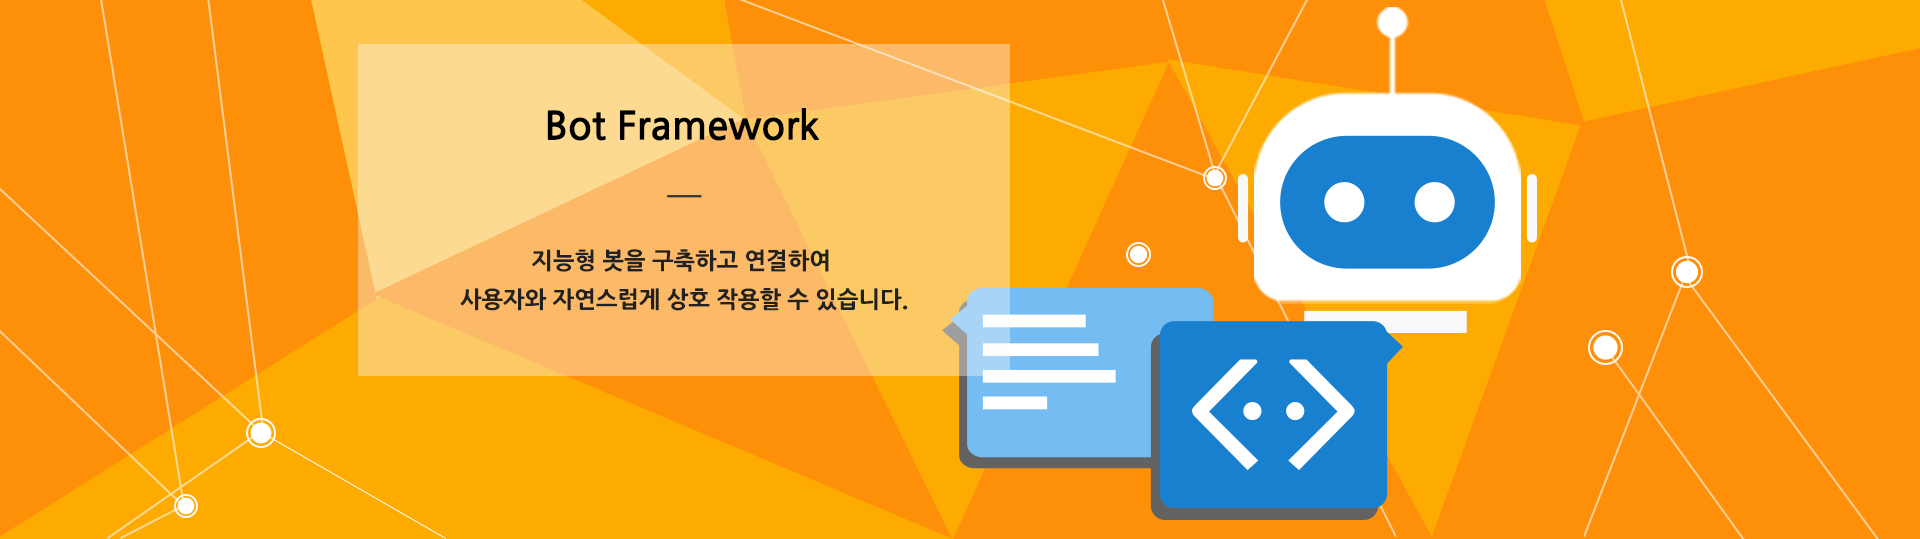 Bot Framework
지능형 봇을 구축하고 연결하여
사용자와 자연스럽게 상호 작용할 수 있습니다.